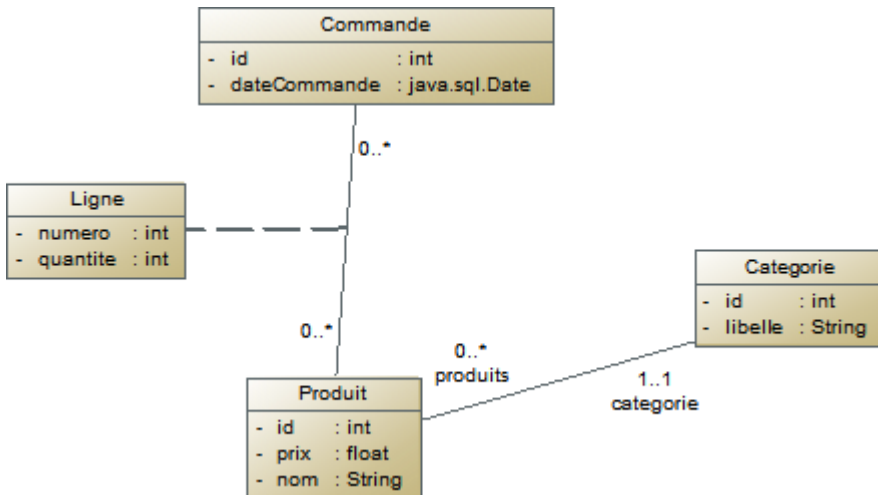 Commande
- id : int
- dateCommande : java.sql.Date
0..*
Ligne
- numero : int
- quantite : int
Categorie
- id : int
- libelle : String
0..*
0..*
produits
1..1
categorie
Produit
- id : int
- prix : float
- nom : String